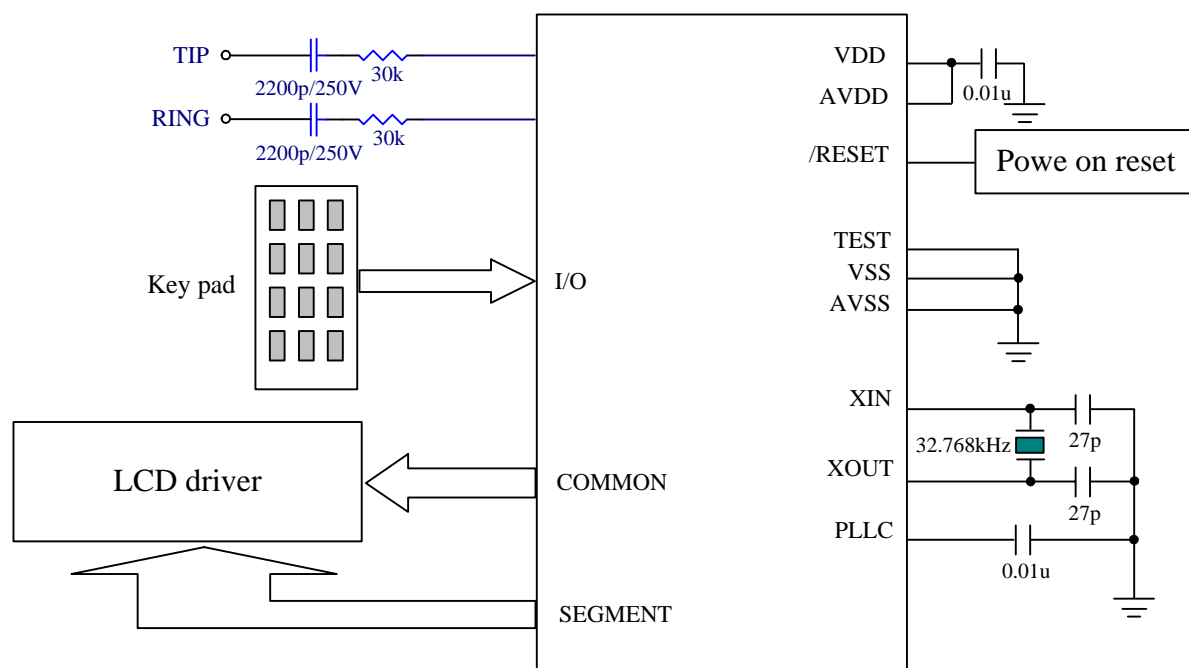 TIP
2200p/250V
30k
RING
2200p/250V
30k
Key pad
I/O
LCD driver
COMMON
SEGMENT
VDD
0.01u
AVDD
/RESET
Powe on reset
TEST
VSS
AVSS
XIN
27p
32.768kHz
XOUT
27p
PLLC
0.01u